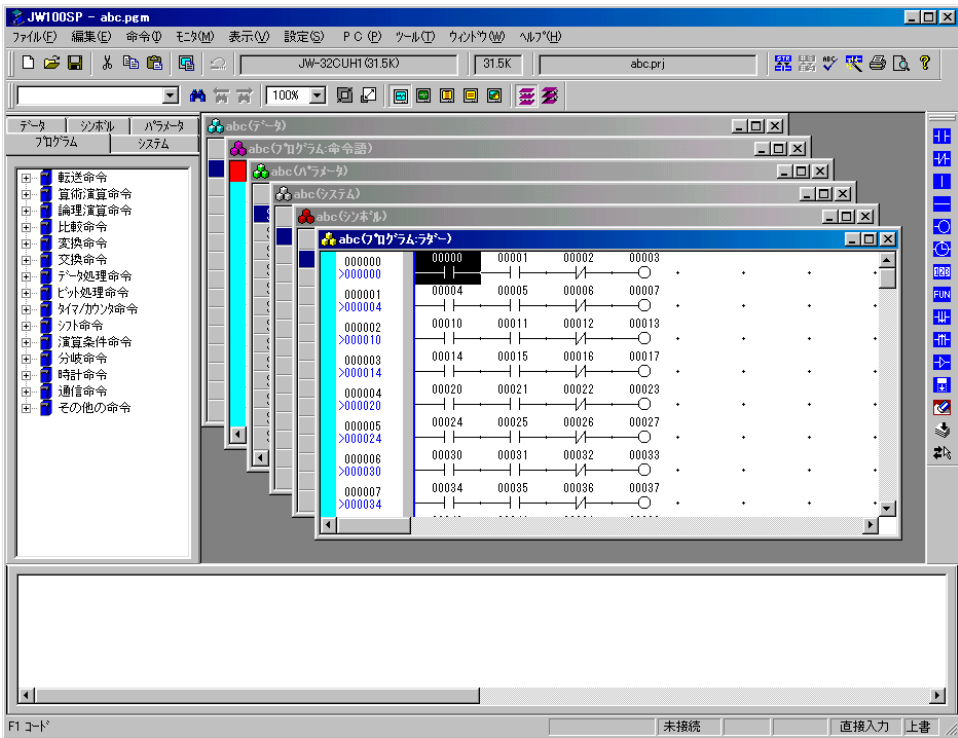 JW100SP - abc.pgm
ﾌｧｲﾙ(F) 編集(E) 命令(I) ﾓﾆﾀ(M) 表示(V) 設定(S) P C (P) ﾂｰﾙ(T) ｳｨﾝﾄﾞｳ(W) ﾍﾙﾌﾟ(H)
JW-32CUH1(31.5K) 31.5K abc.prj
100%
ﾃﾞｰﾀ ｼﾝﾎﾞﾙ ﾊﾟﾗﾒｰﾀ
ﾌﾟﾛｸﾞﾗﾑ ｼｽﾃﾑ
転送命令
算術演算命令
論理演算命令
比較命令
変換命令
交換命令
ﾃﾞｰﾀ処理命令
ﾋﾞｯﾄ処理命令
ﾀｲﾏ/ｶｳﾝﾀ命令
ｼﾌﾄ命令
演算条件命令
分岐命令
時計命令
通信命令
その他の命令
abc(ﾃﾞｰﾀ)
abc(ﾌﾟﾛｸﾞﾗﾑ:命令語)
abc(ﾊﾟﾗﾒｰﾀ)
abc(ｼｽﾃﾑ)
abc(ｼﾝﾎﾞﾙ)
abc(ﾌﾟﾛｸﾞﾗﾑ:ﾗﾀﾞｰ)
000000 00000 00001 00002 00003
>000000
000001 00004 00005 00006 00007
>000004
000002 00010 00011 00012 00013
>000010
000003 00014 00015 00016 00017
>000014
000004 00020 00021 00022 00023
>000020
000005 00024 00025 00026 00027
>000024
000006 00030 00031 00032 00033
>000030
000007 00034 00035 00036 00037
>000034
123
FUN
F1 ｺｰﾄﾞ 未接続 直接入力 上書